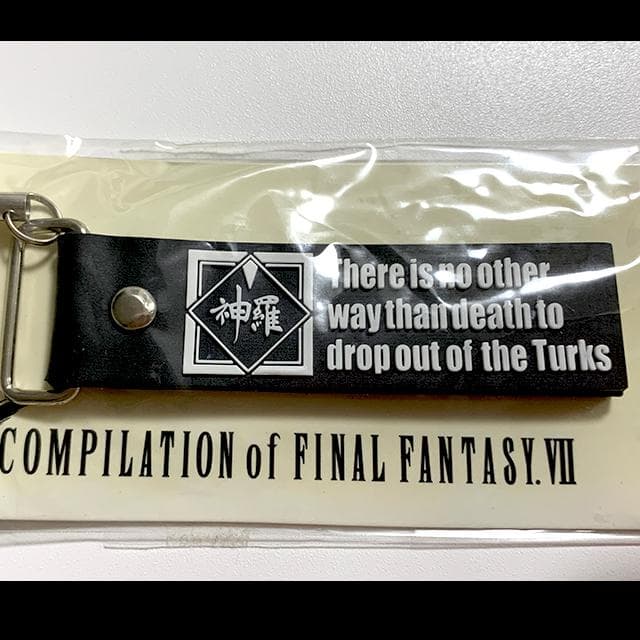 神羅
There is no other
way than death to
drop out of the Turks
COMPILATION of FINAL FANTASY.VII